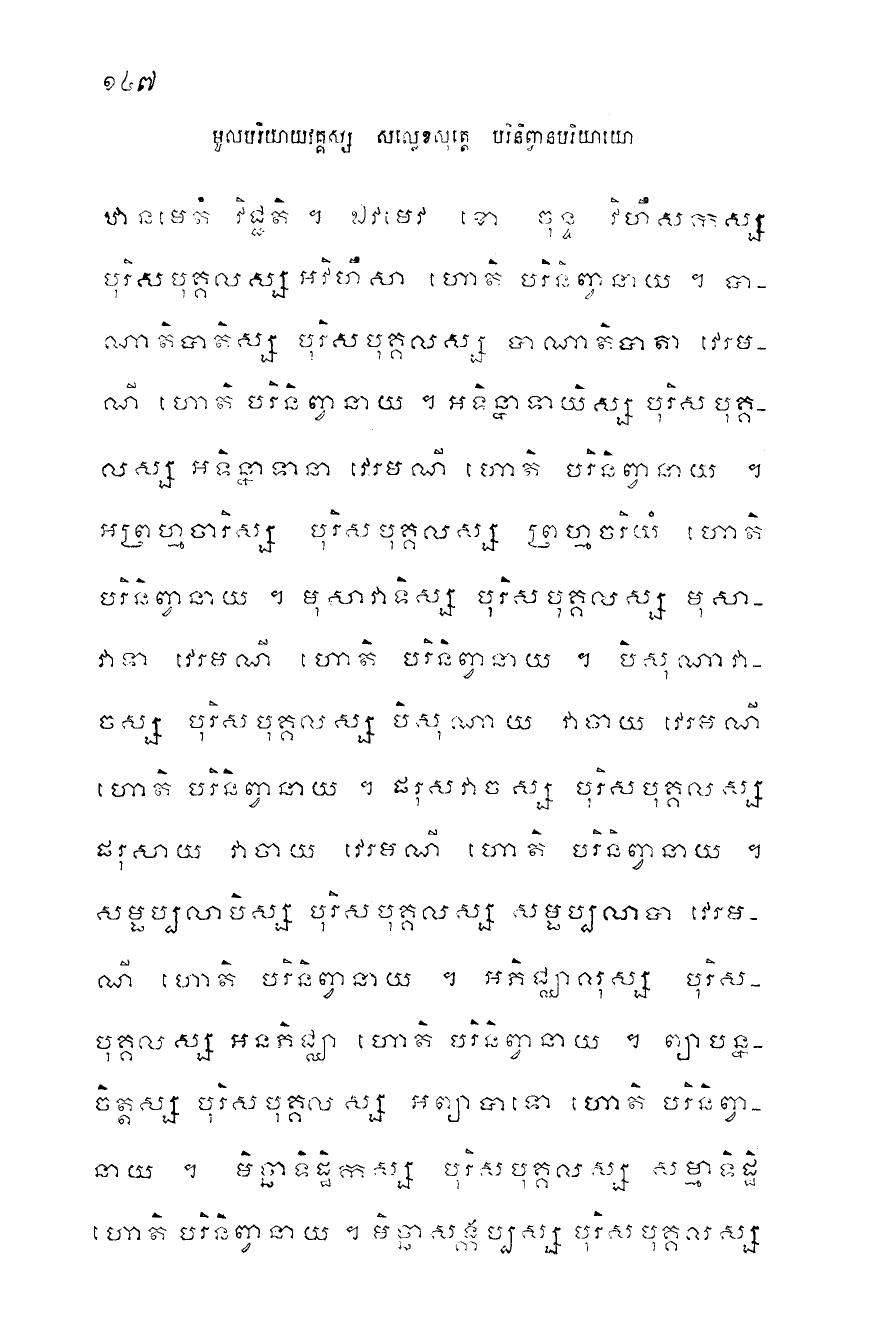 ១៤៧
មូលបរិយាយវគ្គស្ស សល្លេខសុត្តេ បរិនិព្វានបរិយាយោ
ឋានមេតំ វិជ្ជតិ ។ ឯវមេវ ខោ ចុន្ទ វិហឹសកស្ស
បុរិសបុគ្គលស្ស អវិហឹសា ហោតិ បរិនិព្វានាយ ។ បា-
ណាតិបាតិស្ស បុរិសបុគ្គលស្ស បាណាតិបាតា វេរម-
ណី ហោតិ បរិនិព្វានាយ ។ អទិន្នាទាយិស្ស បុរិសបុគ្គ-
លស្ស អទិន្នាទានា វេរមណី ហោតិ បរិនិព្វានាយ ។
អព្រហ្មចារិស្ស បុរិសបុគ្គលស្ស ព្រហ្មចរិយំ ហោតិ
បរិនិព្វានាយ ។ មុសាវាទិស្ស បុរិសបុគ្គលស្ស មុសា-
វាទា វេរមណី ហោតិ បរិនិព្វានាយ ។ បិសុណាវា-
ចស្ស បុរិសបុគ្គលស្ស បិសុណាយ វាចាយ វេរមណី
ហោតិ បរិនិព្វានាយ ។ ផរុសវាចស្ស បុរិសបុគ្គលស្ស
ផរុសាយ វាចាយ វេរមណី ហោតិ បរិនិព្វានាយ ។
សម្ផប្បលាបិស្ស បុរិសបុគ្គលស្ស សម្ផប្បលាបា វេរម-
ណី ហោតិ បរិនិព្វានាយ ។ អភិជ្ឈាលុស្ស បុរិស-
បុគ្គលស្ស អនភិជ្ឈា ហោតិ បរិនិព្វានាយ ។ ព្យាបន្ន-
ចិត្តស្ស បុរិសបុគ្គលស្ស អព្យាបាទោ ហោតិ បរិនិព្វា-
នាយ ។ មិច្ឆាទិដ្ឋិកស្ស បុរិសបុគ្គលស្ស សម្មាទិដ្ឋិ
ហោតិ បរិនិព្វានាយ ។ មិច្ឆាសង្កប្បស្ស បុរិសបុគ្គលស្ស